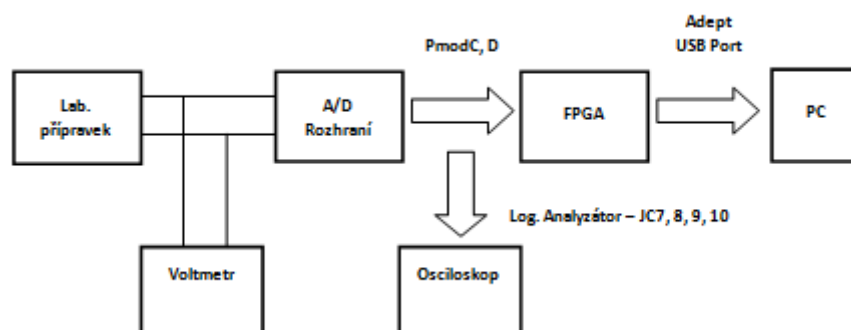 Adept
USB Port
PmodC, D
Lab.
přípravek
A/D
Rozhraní
FPGA
PC
Log. Analyzátor – JC7, 8, 9, 10
Voltmetr
Osciloskop